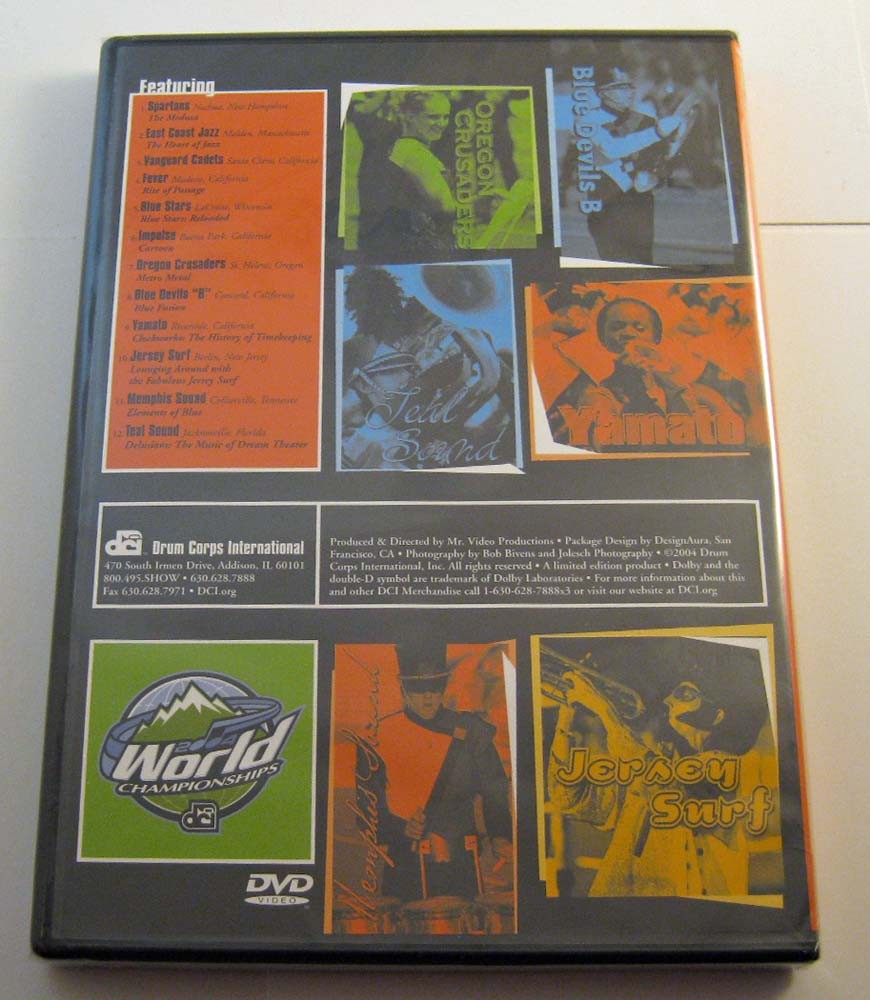 Featuring
1. Spartans Nashua, New Hampshire
The Medusa
2. East Coast Jazz Malden, Massachusetts
The Heart of Jazz
3. Vanguard Cadets Santa Clara, California
4. Fever Modesto, California
Rite of Passage
5. Blue Stars LaCrosse, Wisconsin
Blue Stars: Reloaded
6. Impulse Buena Park, California
Cartoon
7. Oregon Crusaders St. Helens, Oregon
Metro Metal
8. Blue Devils "B" Concord, California
Blue Fusion
9. Yamato Riverside, California
Clockworks: The History of Timekeeping
10. Jersey Surf Berlin, New Jersey
Lounging Around with
the Fabulous Jersey Surf
11. Memphis Sound Collierville, Tennessee
Elements of Blue
12. Teal Sound Jacksonville, Florida
Delusions: The Music of Dream Theater
OREGON
CRUSADERS
Blue Devils B
Teal
Sound
Yamato
dci Drum Corps International
470 South Irmen Drive, Addison, IL 60101
800.495.SHOW • 630.628.7888
Fax 630.628.7971 • DCI.org
Produced & Directed by Mr. Video Productions • Package Design by DesignAura, San
Francisco, CA • Photography by Bob Bivens and Jolesch Photography • ©2004 Drum
Corps International, Inc. All rights reserved • A limited edition product • Dolby and the
double-D symbol are trademark of Dolby Laboratories • For more information about this
and other DCI Merchandise call 1-630-628-7888x3 or visit our website at DCI.org
World
CHAMPIONSHIPS
dci
Memphis Sound
Jersey
Surf
DVD
VIDEO